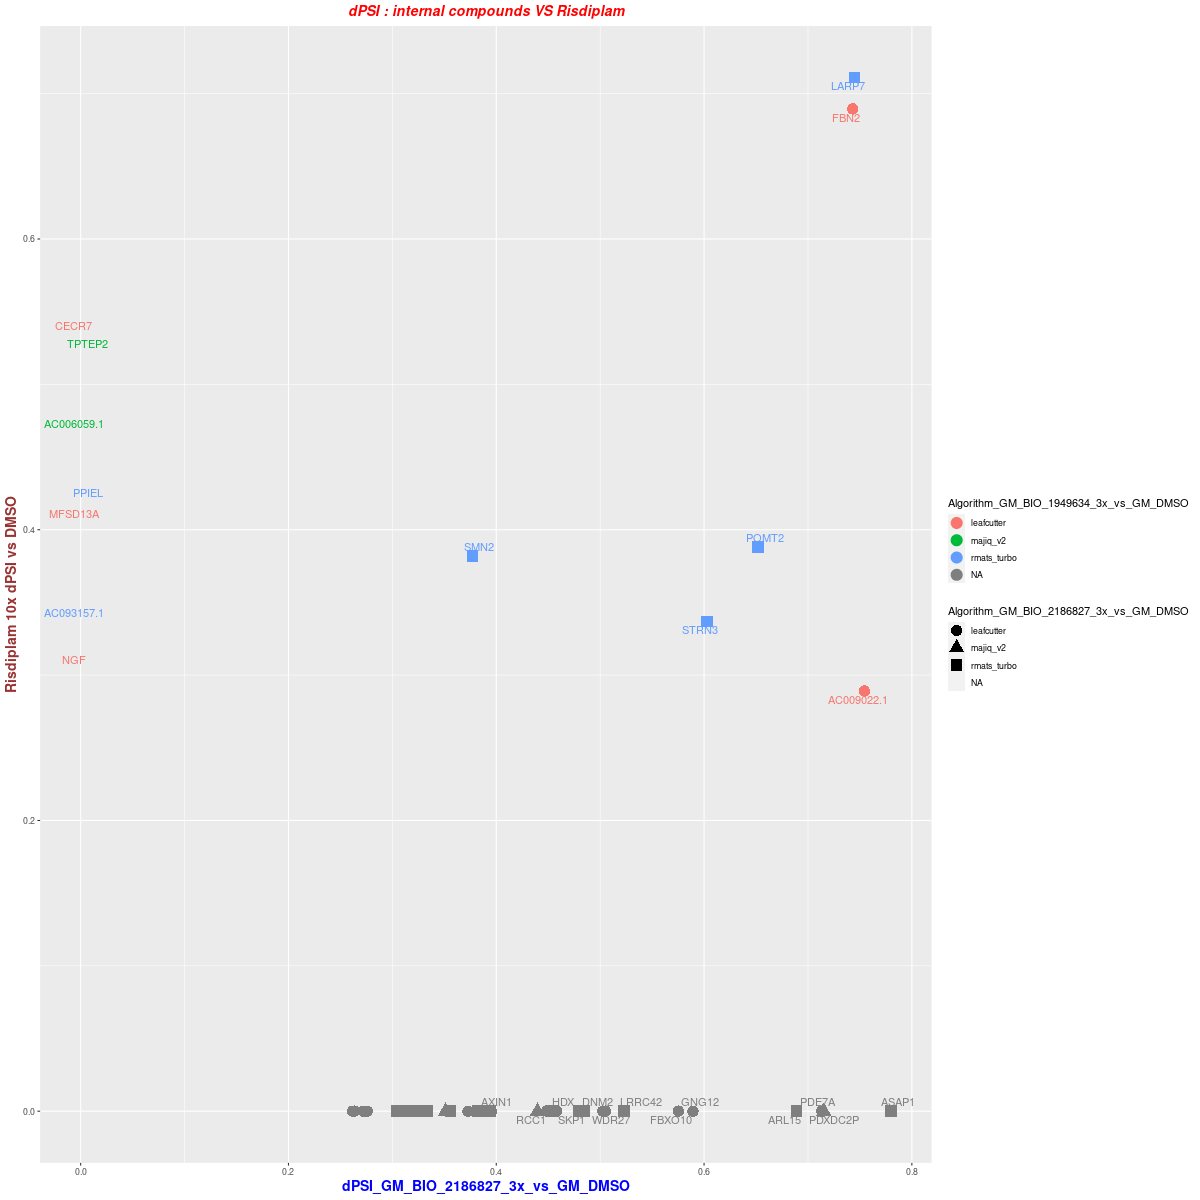 dPSI : internal compounds VS Risdiplam
LARP7
FBN2
0.6
CECR7
TPTEP2
AC006059.1
PPIEL
MFSD13A
0.4
POMT2
SMN2
AC093157.1
STRN3
NGF
AC009022.1
0.2
Risdiplam 10x dPSI vs DMSO
Algorithm_GM_BIO_1949634_3x_vs_GM_DMSO
leafcutter
majiq_v2
rmats_turbo
NA
Algorithm_GM_BIO_2186827_3x_vs_GM_DMSO
leafcutter
majiq_v2
rmats_turbo
NA
AXIN1 HDX DNM2 LRRC42 GNG12 PDE7A ASAP1
0.0
RCC1 SKP1 WDR27 FBXO10 ARL15 PDXDC2P
0.0 0.2 0.4 0.6 0.8
dPSI_GM_BIO_2186827_3x_vs_GM_DMSO